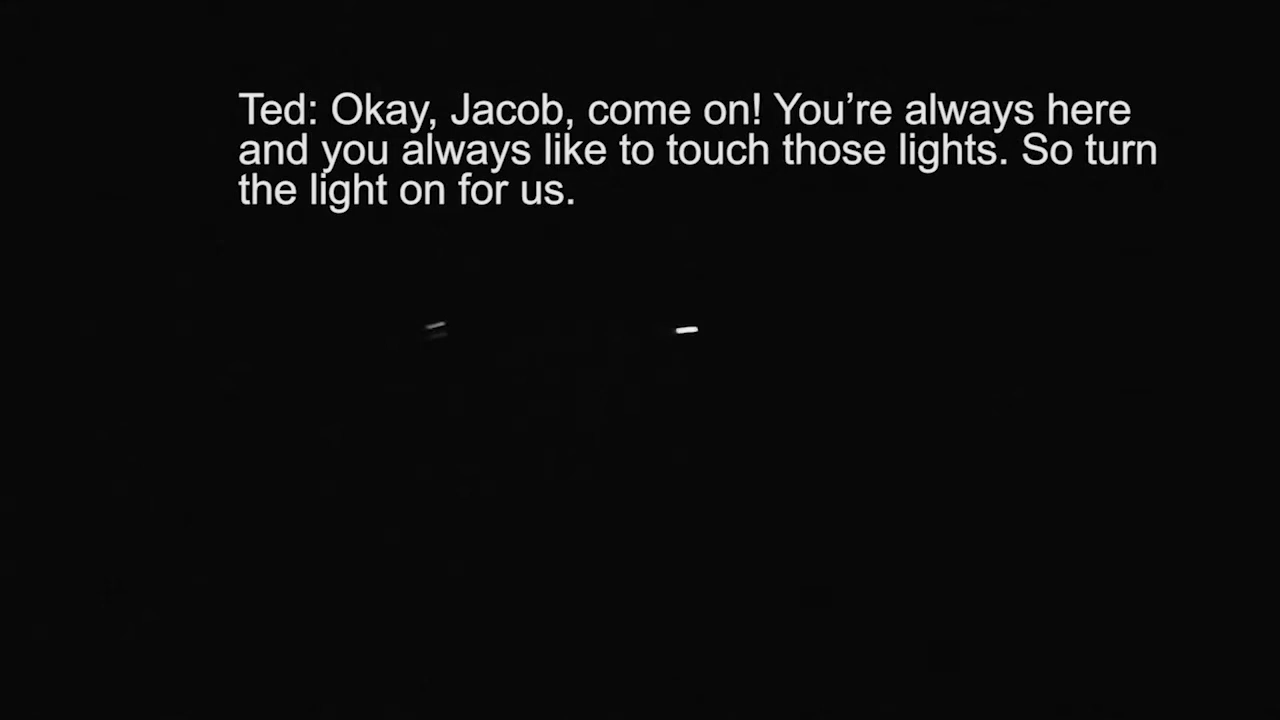 Ted: Okay, Jacob, come on! You’re always here
and you always like to touch those lights. So turn
the light on for us.